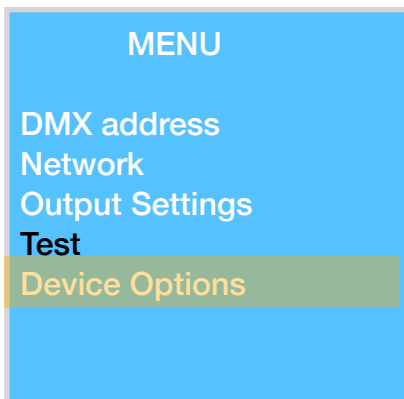 MENU
DMX address
Network
Output Settings
Test
Device Options